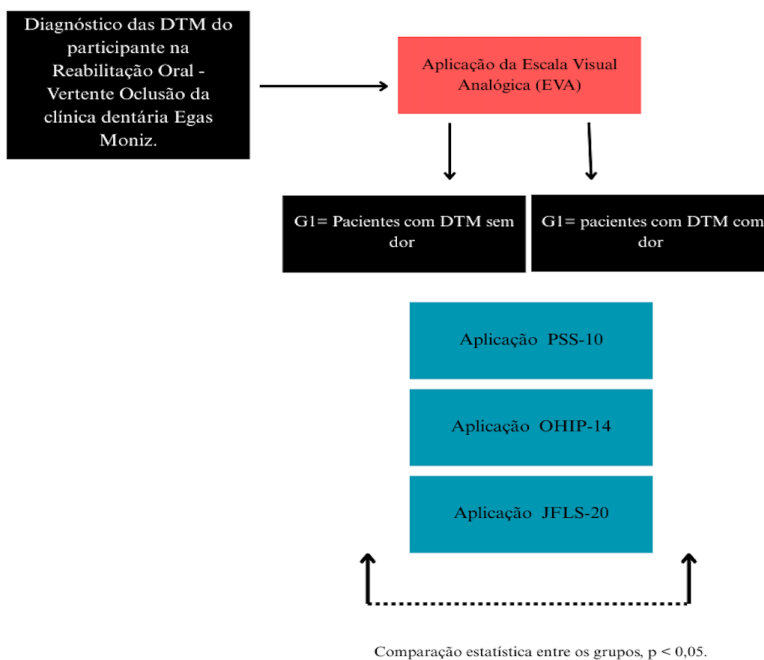 Diagnóstico das DTM do
participante na
Reabilitação Oral -
Vertente Oclusão da
clínica dentária Egas
Moniz.
Aplicação da Escala Visual
Analógica (EVA)
G1= Pacientes com DTM sem
dor
G1= pacientes com DTM com
dor
Aplicação PSS-10
Aplicação OHIP-14
Aplicação JFLS-20
Comparação estatística entre os grupos, p < 0,05.